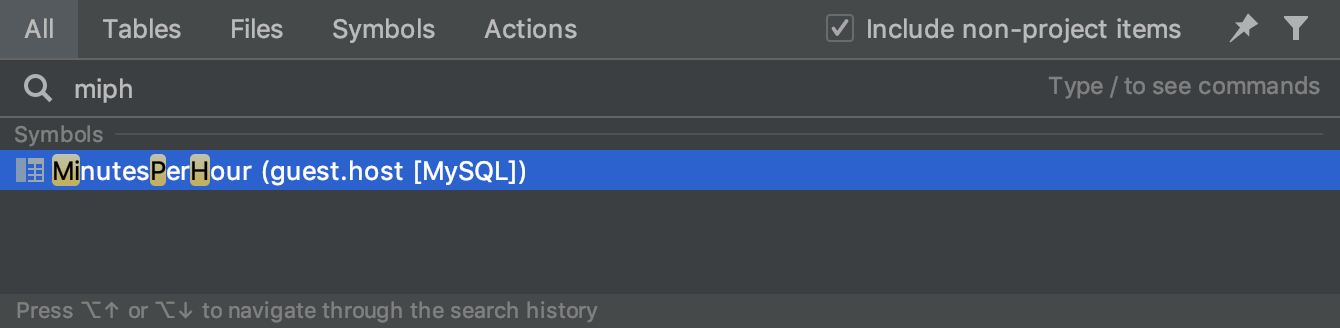 All Tables Files Symbols Actions Include non-project items
miph Type / to see commands
Symbols
MinutesPerHour (guest.host [MySQL])
Press ⌥↑ or ⌥↓ to navigate through the search history